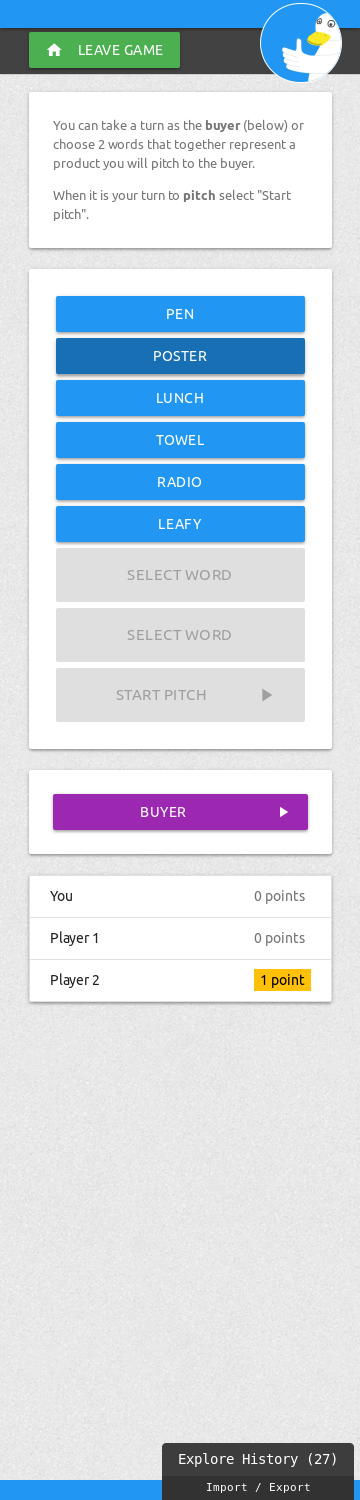 LEAVE GAME
You can take a turn as the buyer (below) or
choose 2 words that together represent a
product you will pitch to the buyer.
When it is your turn to pitch select "Start
pitch".
PEN
POSTER
LUNCH
TOWEL
RADIO
LEAFY
SELECT WORD
SELECT WORD
START PITCH
BUYER
You 0 points
Player 1 0 points
Player 2 1 point
Explore History (27)
Import / Export